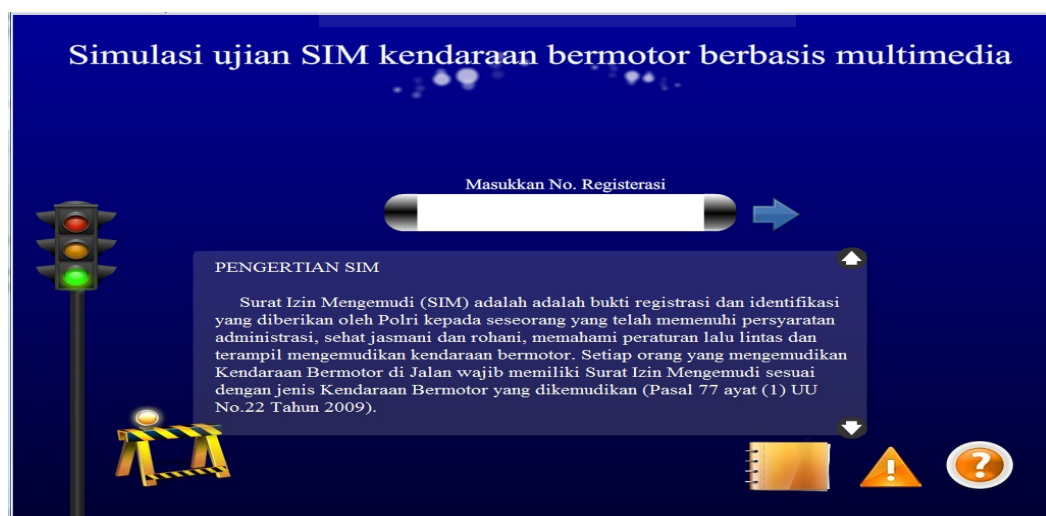 Simulasi ujian SIM kendaraan bermotor berbasis multimedia
Masukkan No. Registerasi
PENGERTIAN SIM
Surat Izin Mengemudi (SIM) adalah adalah bukti registrasi dan identifikasi
yang diberikan oleh Polri kepada seseorang yang telah memenuhi persyaratan
administrasi, sehat jasmani dan rohani, memahami peraturan lalu lintas dan
terampil mengemudikan kendaraan bermotor. Setiap orang yang mengemudikan
Kendaraan Bermotor di Jalan wajib memiliki Surat Izin Mengemudi sesuai
dengan jenis Kendaraan Bermotor yang dikemudikan (Pasal 77 ayat (1) UU
No.22 Tahun 2009).